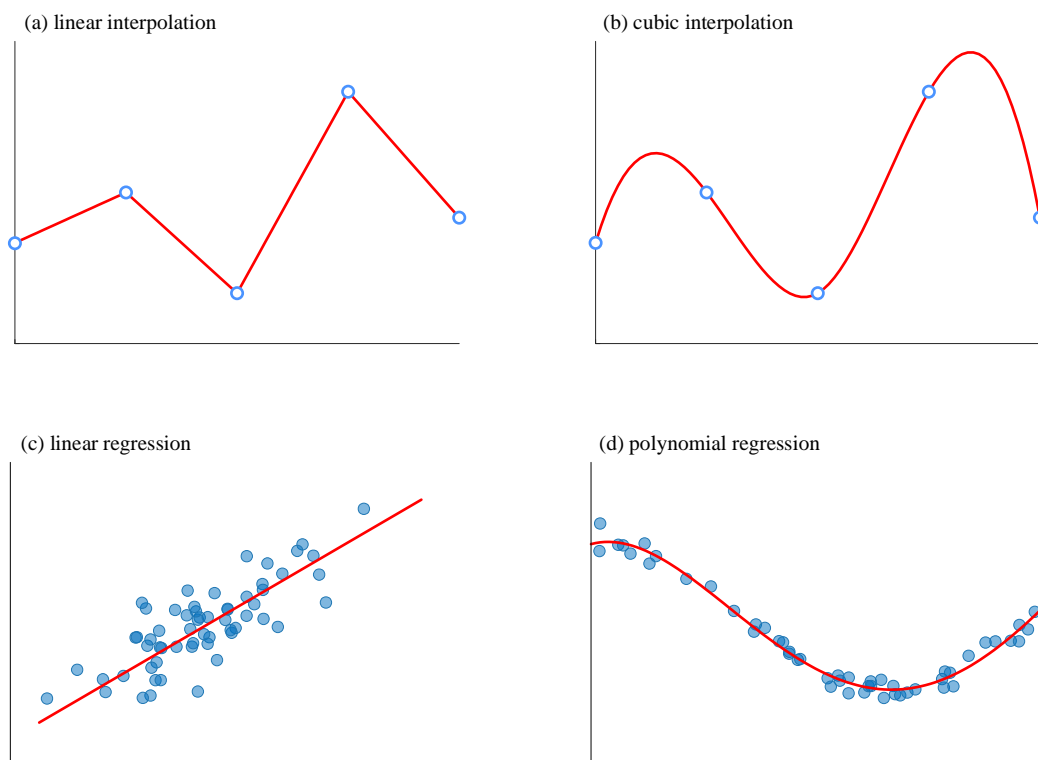 (a) linear interpolation
(b) cubic interpolation
(c) linear regression
(d) polynomial regression